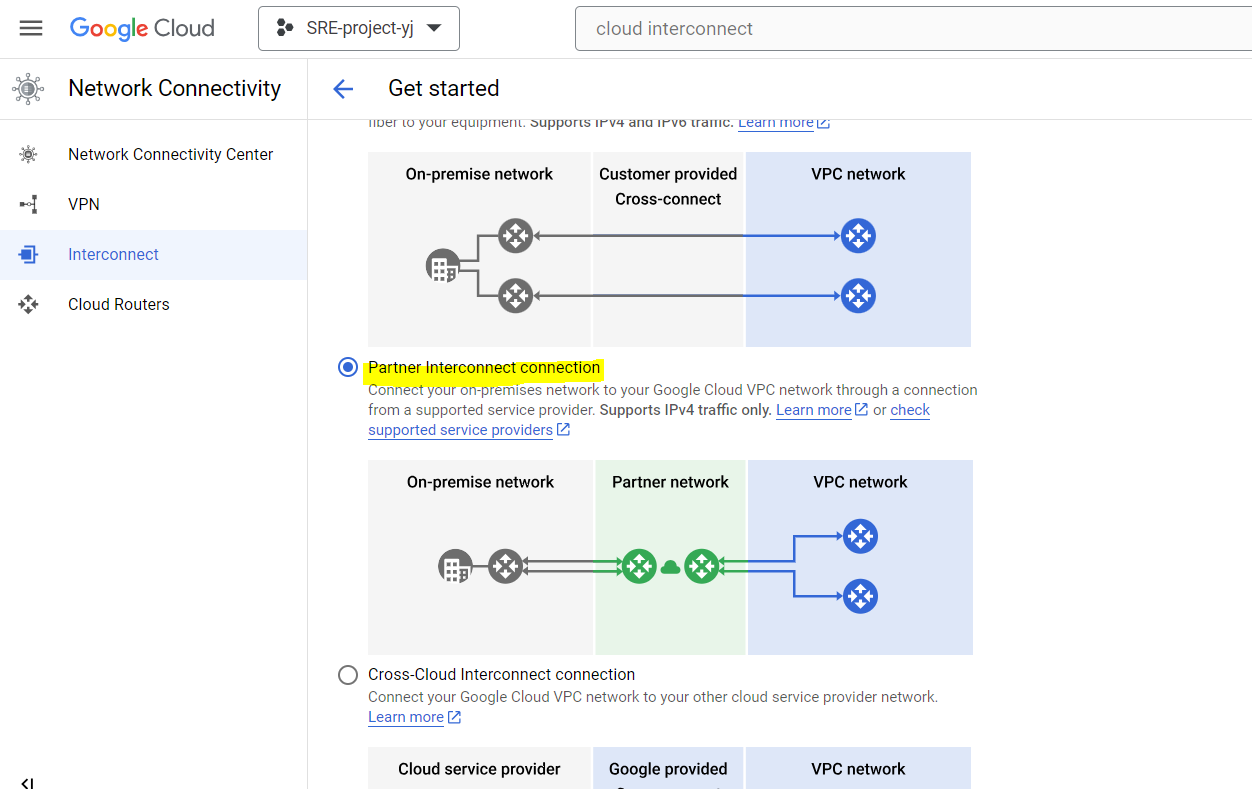 Google Cloud
SRE-project-yj
cloud interconnect
Network Connectivity
Get started
Network Connectivity Center
VPN
Interconnect
Cloud Routers
fiber to your equipment. Supports IPv4 and IPv6 traffic. Learn more
On-premise network
Customer provided
Cross-connect
VPC network
Partner Interconnect connection
Connect your on-premises network to your Google Cloud VPC network through a connection
from a supported service provider. Supports IPv4 traffic only. Learn more or check
supported service providers
On-premise network
Partner network
VPC network
Cross-Cloud Interconnect connection
Connect your Google Cloud VPC network to your other cloud service provider network.
Learn more
Cloud service provider
Google provided
VPC network